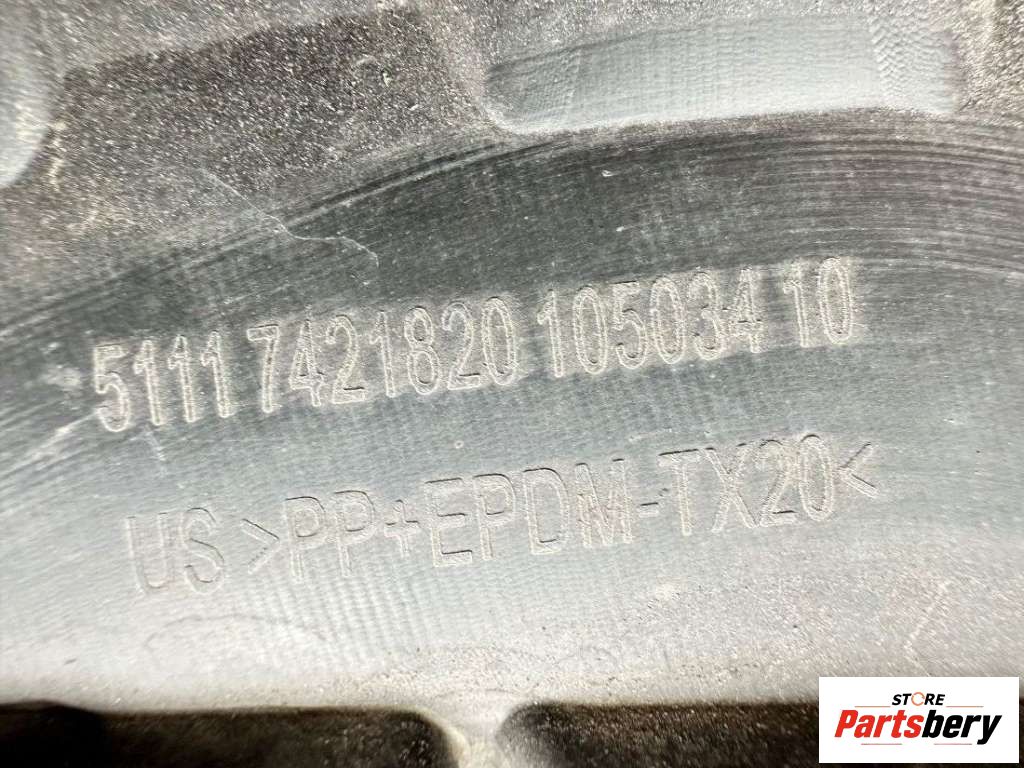 5111 7421820 105034 10
US >PP+EPDM-TX20<
STORE
Partsbery